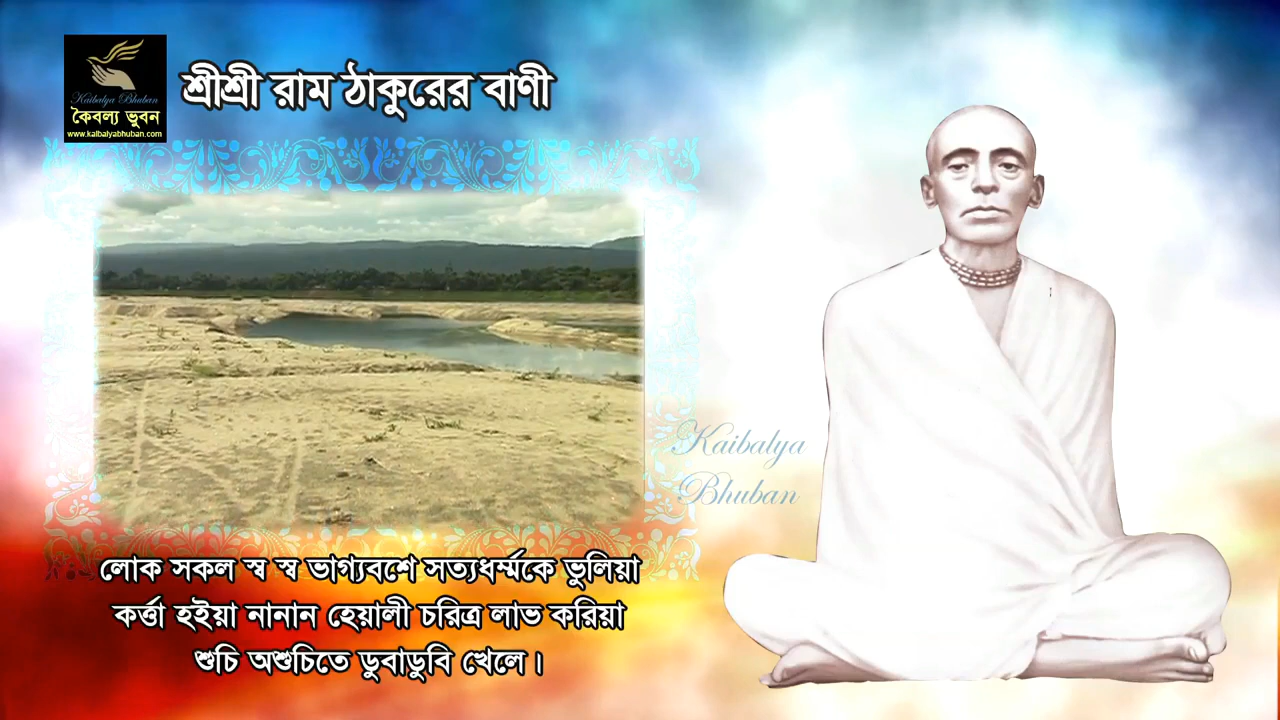 Kaibalya Bhuban
কৈবল্য ভুবন
www.kaibalyabhuban.com
শ্রীশ্রী রাম ঠাকুরের বাণী
Kaibalya
Bhuban
লোক সকল স্ব স্ব ভাগ্যবশে সত্যধর্ম্মকে ভুলিয়া
কর্ত্তা হইয়া নানান হেয়ালী চরিত্র লাভ করিয়া
শুচি অশুচিতে ডুবাডুবি খেলে।